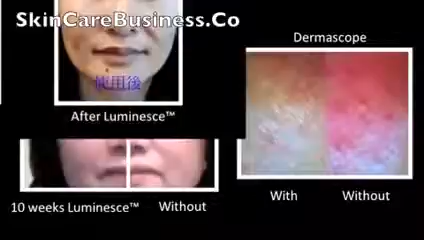 SkinCareBusiness.Co
Dermascope
使用後
After Luminesce™
With Without
10 weeks Luminesce™ Without